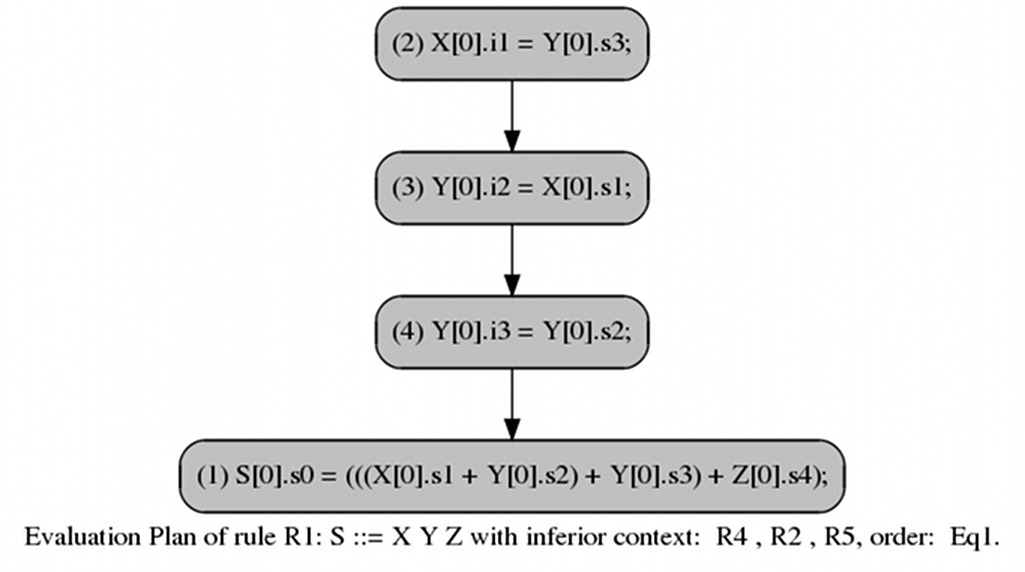 (2) X[0].i1 = Y[0].s3;
(3) Y[0].i2 = X[0].s1;
(4) Y[0].i3 = Y[0].s2;
(1) S[0].s0 = (((X[0].s1 + Y[0].s2) + Y[0].s3) + Z[0].s4);
Evaluation Plan of rule R1: S ::= X Y Z with inferior context:  R4 , R2 , R5, order:  Eq1.